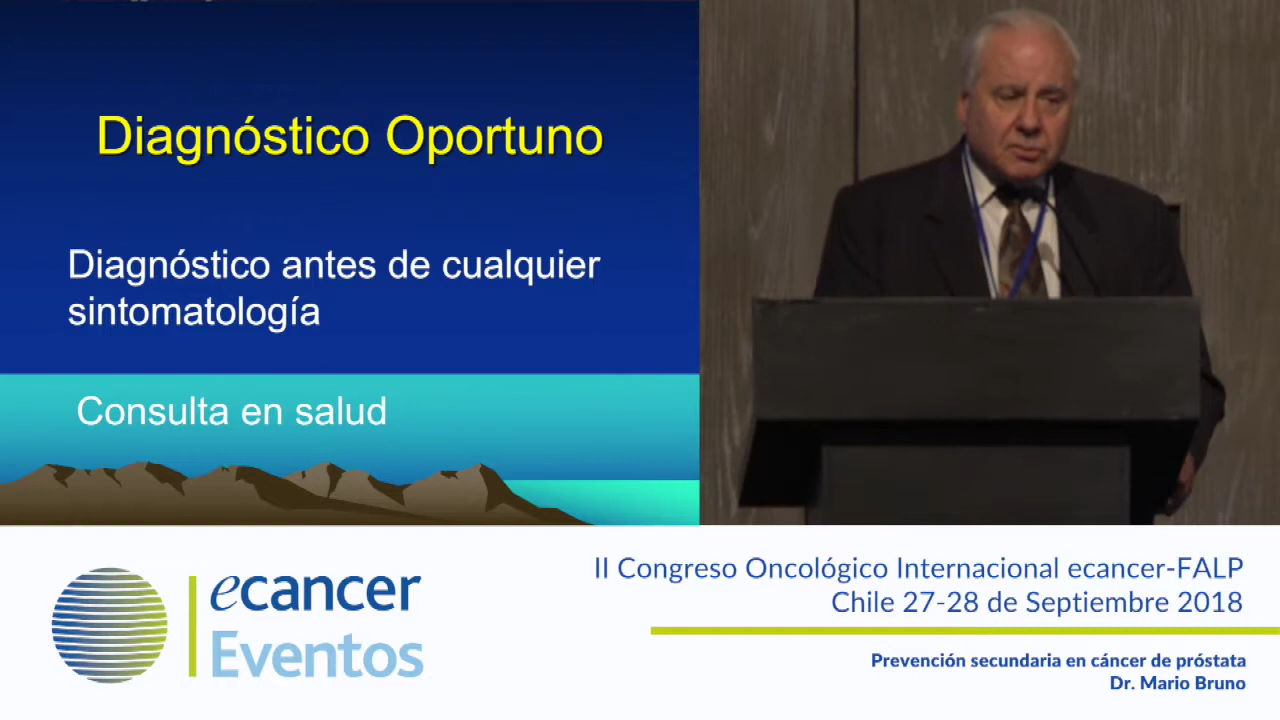 Diagnóstico Oportuno
Diagnóstico antes de cualquier
sintomatología
Consulta en salud
ecancer
Eventos
II Congreso Oncológico Internacional ecancer-FALP
Chile 27-28 de Septiembre 2018
Prevención secundaria en cáncer de próstata
Dr. Mario Bruno